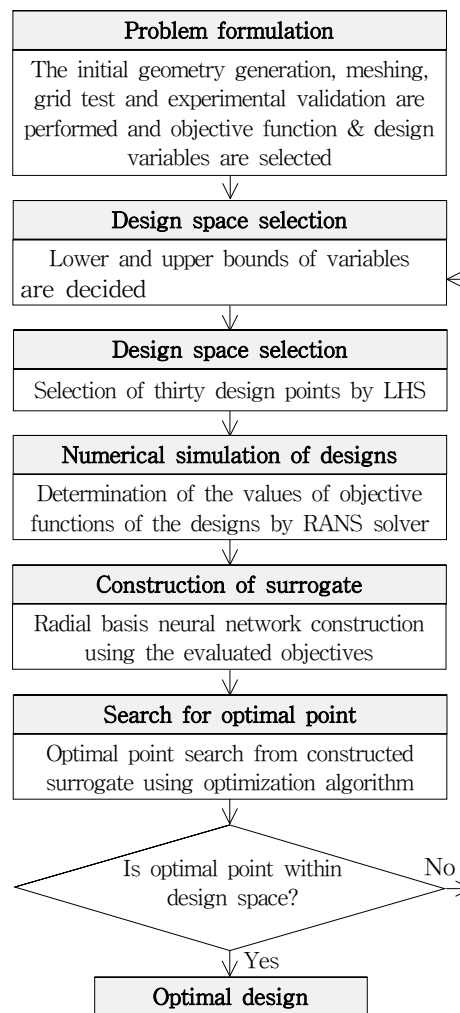 Problem formulation
The initial geometry generation, meshing,
grid test and experimental validation are
performed and objective function & design
variables are selected
Design space selection
Lower and upper bounds of variables
are decided
Design space selection
Selection of thirty design points by LHS
Numerical simulation of designs
Determination of the values of objective
functions of the designs by RANS solver
Construction of surrogate
Radial basis neural network construction
using the evaluated objectives
Search for optimal point
Optimal point search from constructed
surrogate using optimization algorithm
Is optimal point within
design space?
No
Yes
Optimal design